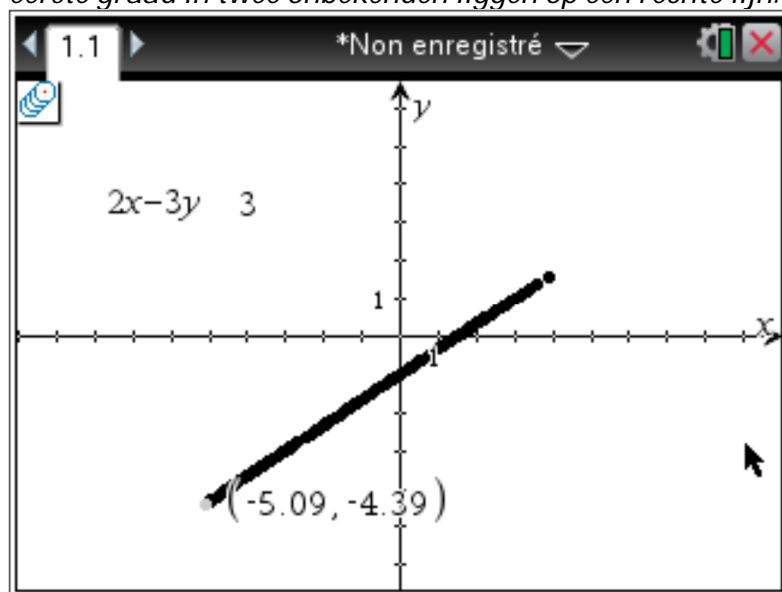 eerste graad in twee onbekenden liggen op een rechte lijn.
1.1 *Non enregistré
y
2x−3y 3
1
x
1
(-5.09, -4.39)